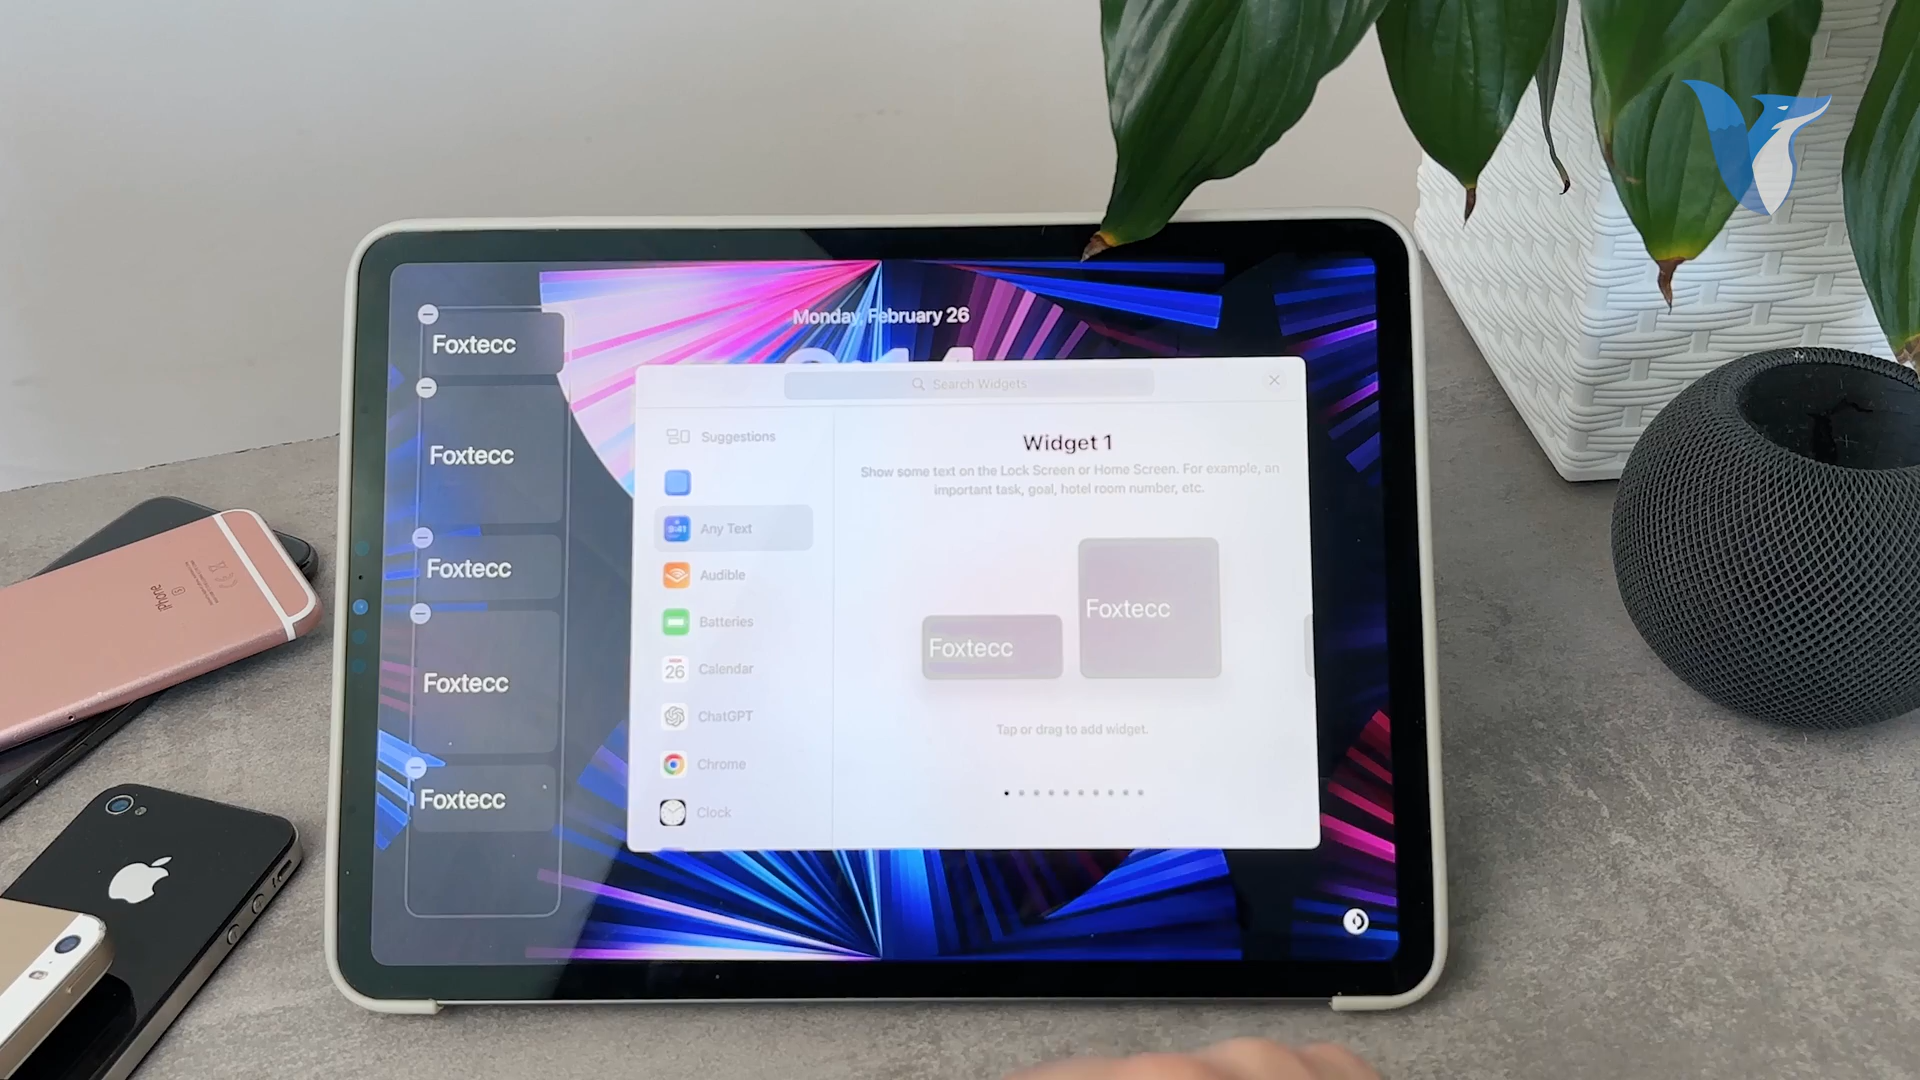 Monday, February 26
Foxtecc
Foxtecc
Foxtecc
Foxtecc
Foxtecc
Search Widgets
Suggestions
Any Text
Audible
Batteries
26
Calendar
ChatGPT
Chrome
Clock
Widget 1
Show some text on the Lock Screen or Home Screen. For example, an
important task, goal, hotel room number, etc.
Foxtecc
Foxtecc
Tap or drag to add widget.
iPhone